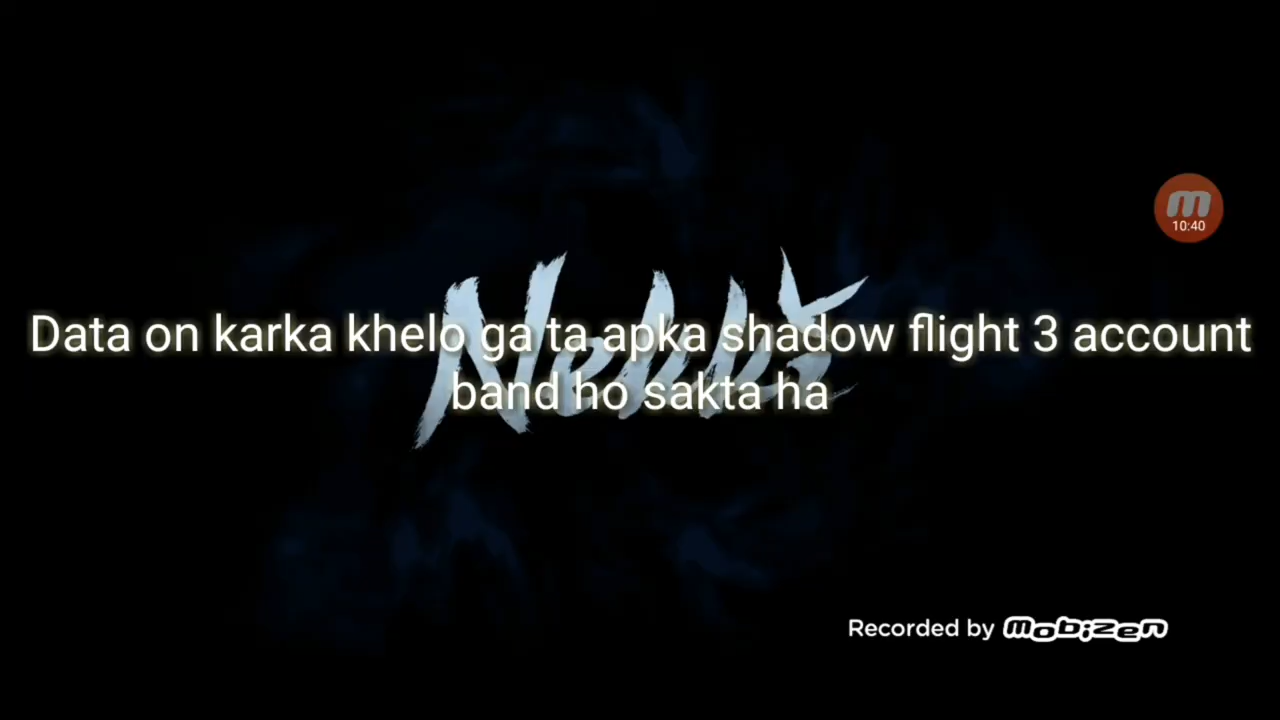 Data on karka khelo ga ta apka shadow flight 3 account
band ho sakta ha
Nekki
m
10:40
Recorded by Mobizen